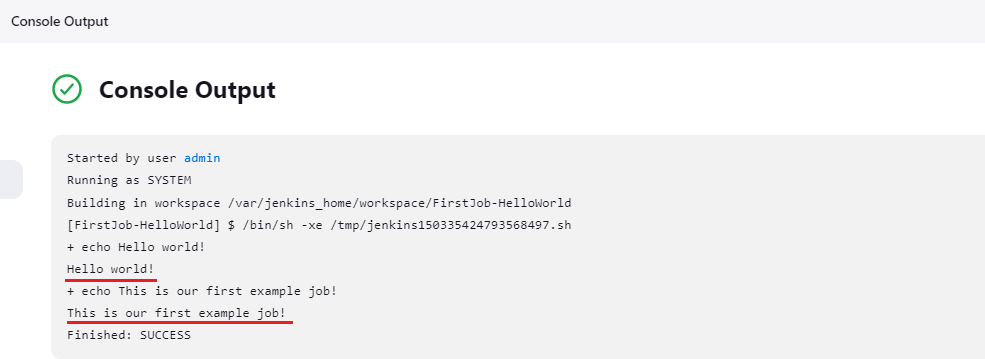 Console Output
Console Output
Started by user admin
Running as SYSTEM
Building in workspace /var/jenkins_home/workspace/FirstJob-HelloWorld
[FirstJob-HelloWorld] $ /bin/sh -xe /tmp/jenkins150335424793568497.sh
+ echo Hello world!
Hello world!
+ echo This is our first example job!
This is our first example job!
Finished: SUCCESS